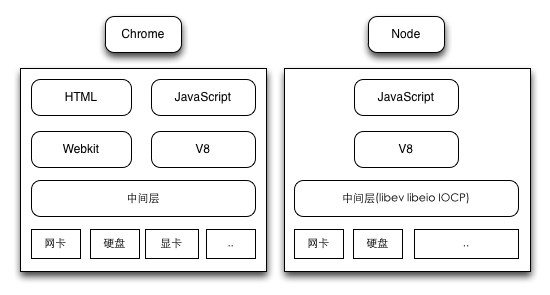 Chrome
Node
HTML
JavaScript
Webkit
V8
中间层
网卡
硬盘
显卡
..
JavaScript
V8
中间层(libev libeio IOCP)
网卡
硬盘
..